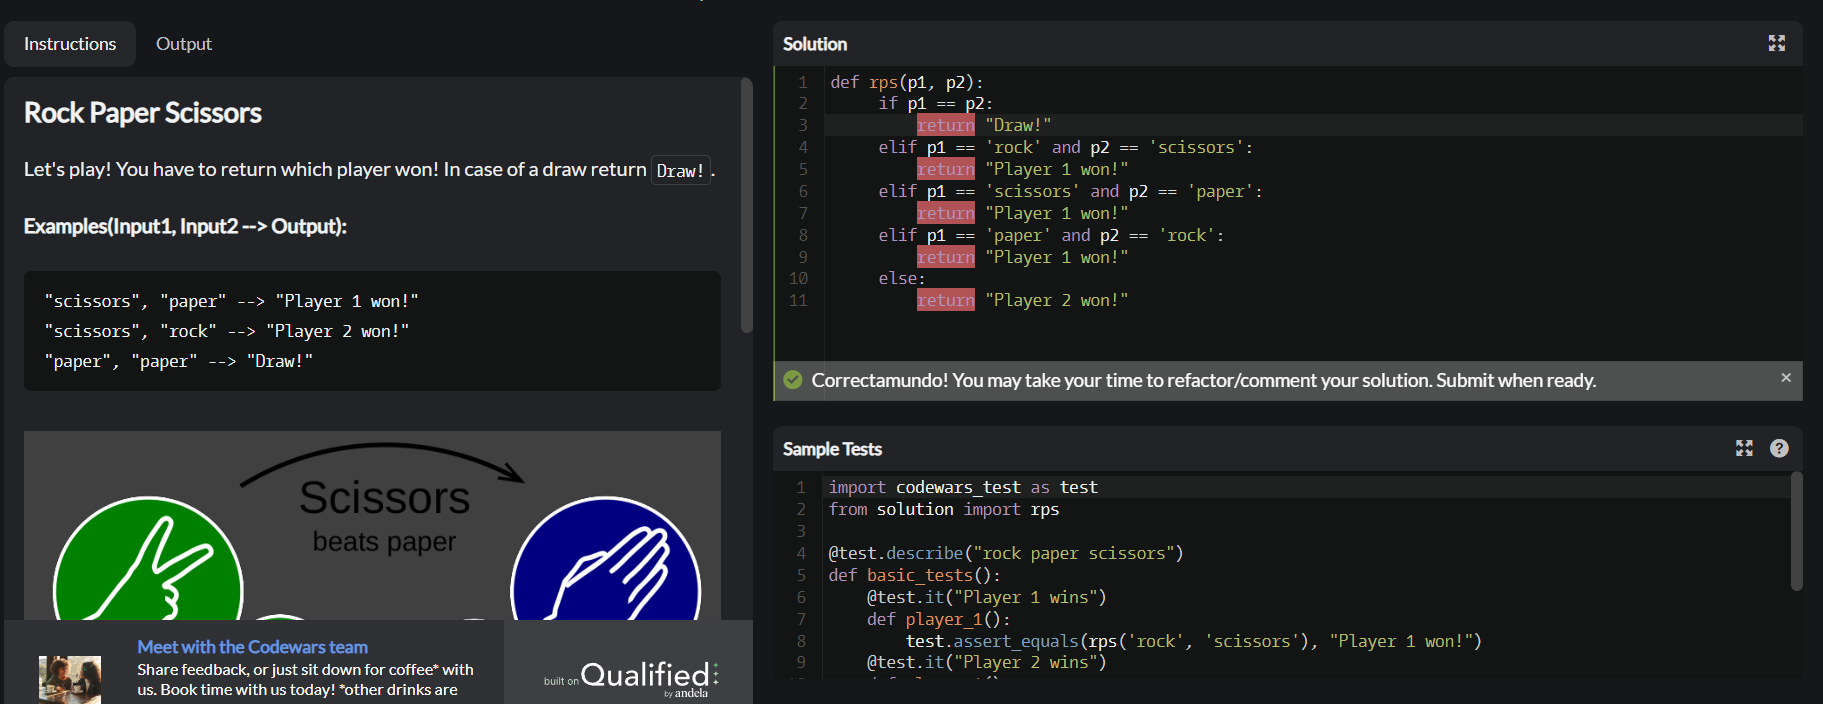 Instructions
Output
Rock Paper Scissors
Let's play! You have to return which player won! In case of a draw return Draw!.
Examples(Input1, Input2 --> Output):
"scissors", "paper" --> "Player 1 won!"
"scissors", "rock" --> "Player 2 won!"
"paper", "paper" --> "Draw!"
Scissors
beats paper
Meet with the Codewars team
Share feedback, or just sit down for coffee* with
us. Book time with us today! *other drinks are
built on Qualified
by andela
Solution
1 def rps(p1, p2):
2 if p1 == p2:
3 return "Draw!"
4 elif p1 == 'rock' and p2 == 'scissors':
5 return "Player 1 won!"
6 elif p1 == 'scissors' and p2 == 'paper':
7 return "Player 1 won!"
8 elif p1 == 'paper' and p2 == 'rock':
9 return "Player 1 won!"
10 else:
11 return "Player 2 won!"
Correctamundo! You may take your time to refactor/comment your solution. Submit when ready.
Sample Tests
1 import codewars_test as test
2 from solution import rps
3
4 @test.describe("rock paper scissors")
5 def basic_tests():
6 @test.it("Player 1 wins")
7 def player_1():
8 test.assert_equals(rps('rock', 'scissors'), "Player 1 won!")
9 @test.it("Player 2 wins")